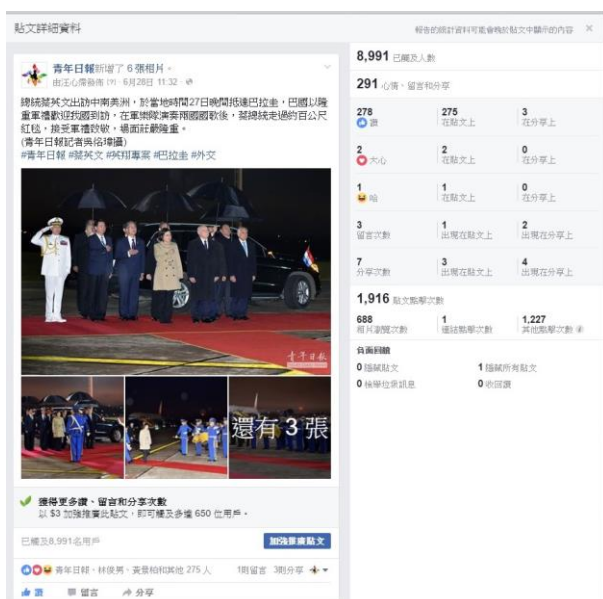 貼文詳細資料
報告的統計資料可能會晚於貼文中顯示的內容
青年日報新增了 6 張相片。
由汪心儒發佈 [?] · 6月28日 11:32 ·
總統蔡英文出訪中南美洲，於當地時間27日晚間抵達巴拉圭，巴國以隆
重軍禮歡迎我國到訪，在軍樂隊演奏兩國國歌後，蔡總統走過約百公尺
紅毯，接受軍禮致敬，場面莊嚴隆重。
(青年日報記者吳洛瑋攝)
#青年日報 #蔡英文 #英翔專案 #巴拉圭 #外交
青年日報
還有 3 張
獲得更多讚、留言和分享次數
以 $3 加強推廣此貼文，即可觸及多達 650 位用戶。
已觸及8,991名用戶
加強推廣貼文
青年日報、林俊男、黃景柏和其他 275 人
1則留言 3則分享
讚 留言 分享
8,991 已觸及人數
291 心情、留言和分享
278 275 3
讚 在貼文上 在分享上
2 2 0
大心 在貼文上 在分享上
1 1 0
哈 在貼文上 在分享上
3 1 2
留言次數 出現在貼文上 出現在分享上
7 3 4
分享次數 出現在貼文上 出現在分享上
1,916 貼文點擊次數
688 1 1,227
相片瀏覽次數 連結點擊次數 其他點擊次數
負面回饋
0 隱藏貼文 1 隱藏所有貼文
0 檢舉垃圾訊息 0 收回讚